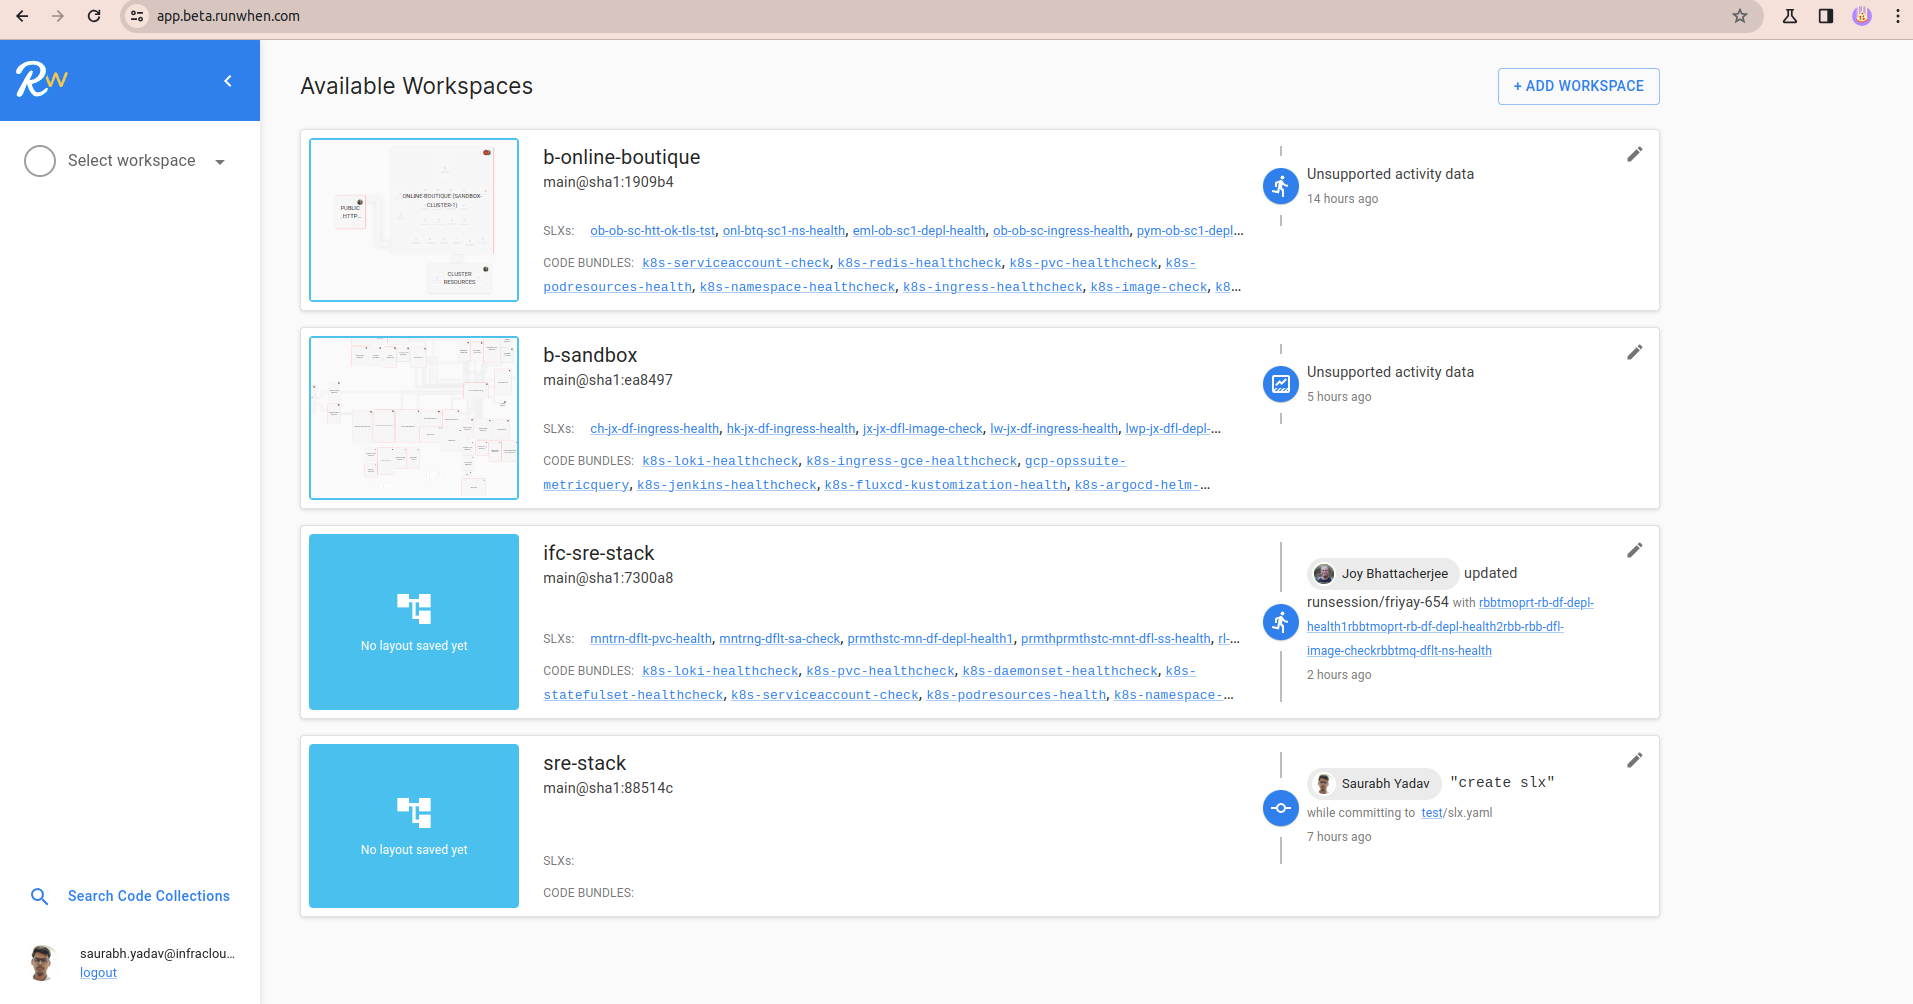 app.beta.runwhen.com
RW
Select workspace
Search Code Collections
saurabh.yadav@infraclou...
logout
Available Workspaces
+ ADD WORKSPACE
PUBLIC
HTTP...
ONLINE-BOUTIQUE (SANDBOX-
CLUSTER-1)
CLUSTER
RESOURCES
b-online-boutique
main@sha1:1909b4
SLXs: ob-ob-sc-htt-ok-tls-tst, onl-btq-sc1-ns-health, eml-ob-sc1-depl-health, ob-ob-sc-ingress-health, pym-ob-sc1-depl...
CODE BUNDLES: k8s-serviceaccount-check, k8s-redis-healthcheck, k8s-pvc-healthcheck, k8s-
podresources-health, k8s-namespace-healthcheck, k8s-ingress-healthcheck, k8s-image-check, k8...
Unsupported activity data
14 hours ago
b-sandbox
main@sha1:ea8497
SLXs: ch-jx-df-ingress-health, hk-jx-df-ingress-health, jx-jx-dfl-image-check, lw-jx-df-ingress-health, lwp-jx-dfl-depl-...
CODE BUNDLES: k8s-loki-healthcheck, k8s-ingress-gce-healthcheck, gcp-opssuite-
metricquery, k8s-jenkins-healthcheck, k8s-fluxcd-kustomization-health, k8s-argocd-helm-...
Unsupported activity data
5 hours ago
No layout saved yet
ifc-sre-stack
main@sha1:7300a8
SLXs: mntrn-dflt-pvc-health, mntrng-dflt-sa-check, prmthstc-mn-df-depl-health1, prmthprmthstc-mnt-dfl-ss-health, rl-...
CODE BUNDLES: k8s-loki-healthcheck, k8s-pvc-healthcheck, k8s-daemonset-healthcheck, k8s-
statefulset-healthcheck, k8s-serviceaccount-check, k8s-podresources-health, k8s-namespace-...
Joy Bhattacherjee updated
runsession/friyay-654 with rbbtmoprt-rb-df-depl-
health1rbbtmoprt-rb-df-depl-health2rbb-rbb-dfl-
image-checkrbbtmq-dflt-ns-health
2 hours ago
No layout saved yet
sre-stack
main@sha1:88514c
SLXs:
CODE BUNDLES:
Saurabh Yadav "create slx"
while committing to test/slx.yaml
7 hours ago